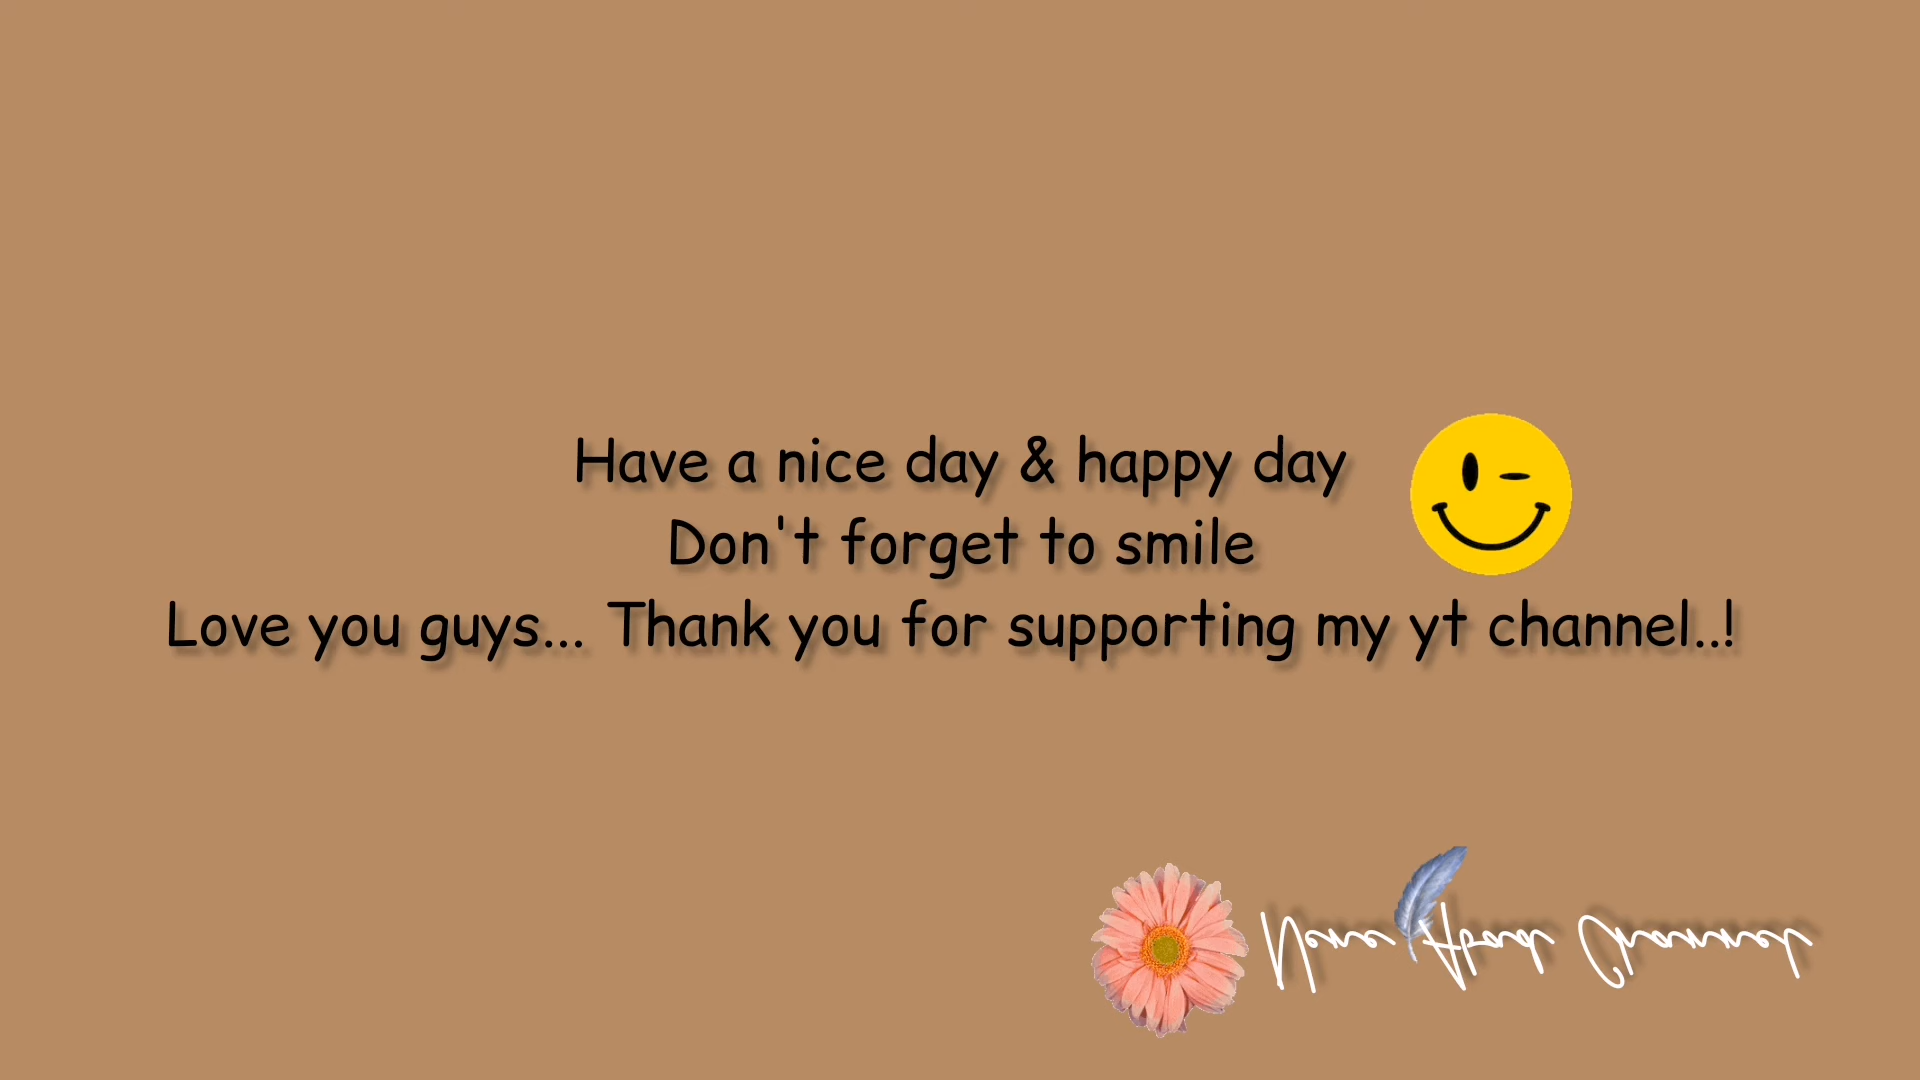 Have a nice day & happy day
Don't forget to smile
Love you guys... Thank you for supporting my yt channel..!
Channel